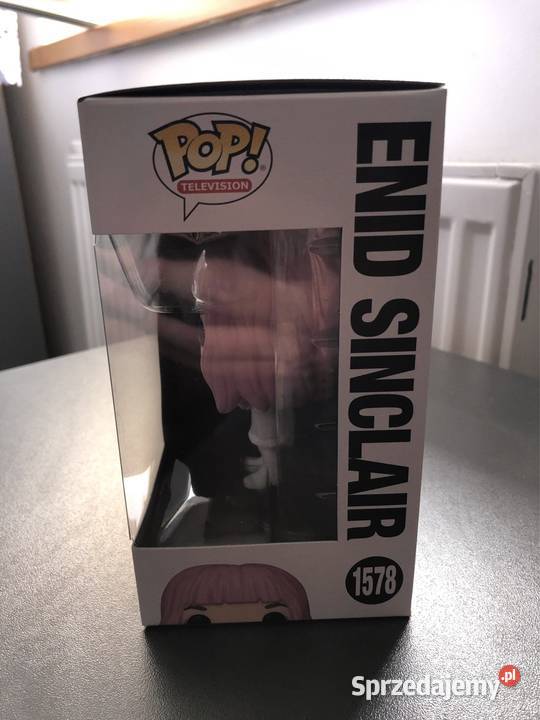 POP!
TELEVISION
ENID SINCLAIR
1578
Sprzedajemy.pl